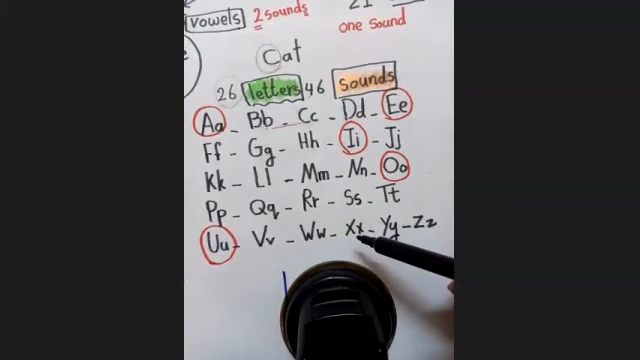 vowels 2 sounds
21
one sound
Cat
26 letters 46 sounds
Aa - Bb - Cc - Dd - Ee
Ff - Gg - Hh - Ii - Jj
Kk - Ll - Mm - Nn - Oo
Pp - Qq - Rr - Ss - Tt
Uu - Vv - Ww - Xx - Yy - Zz